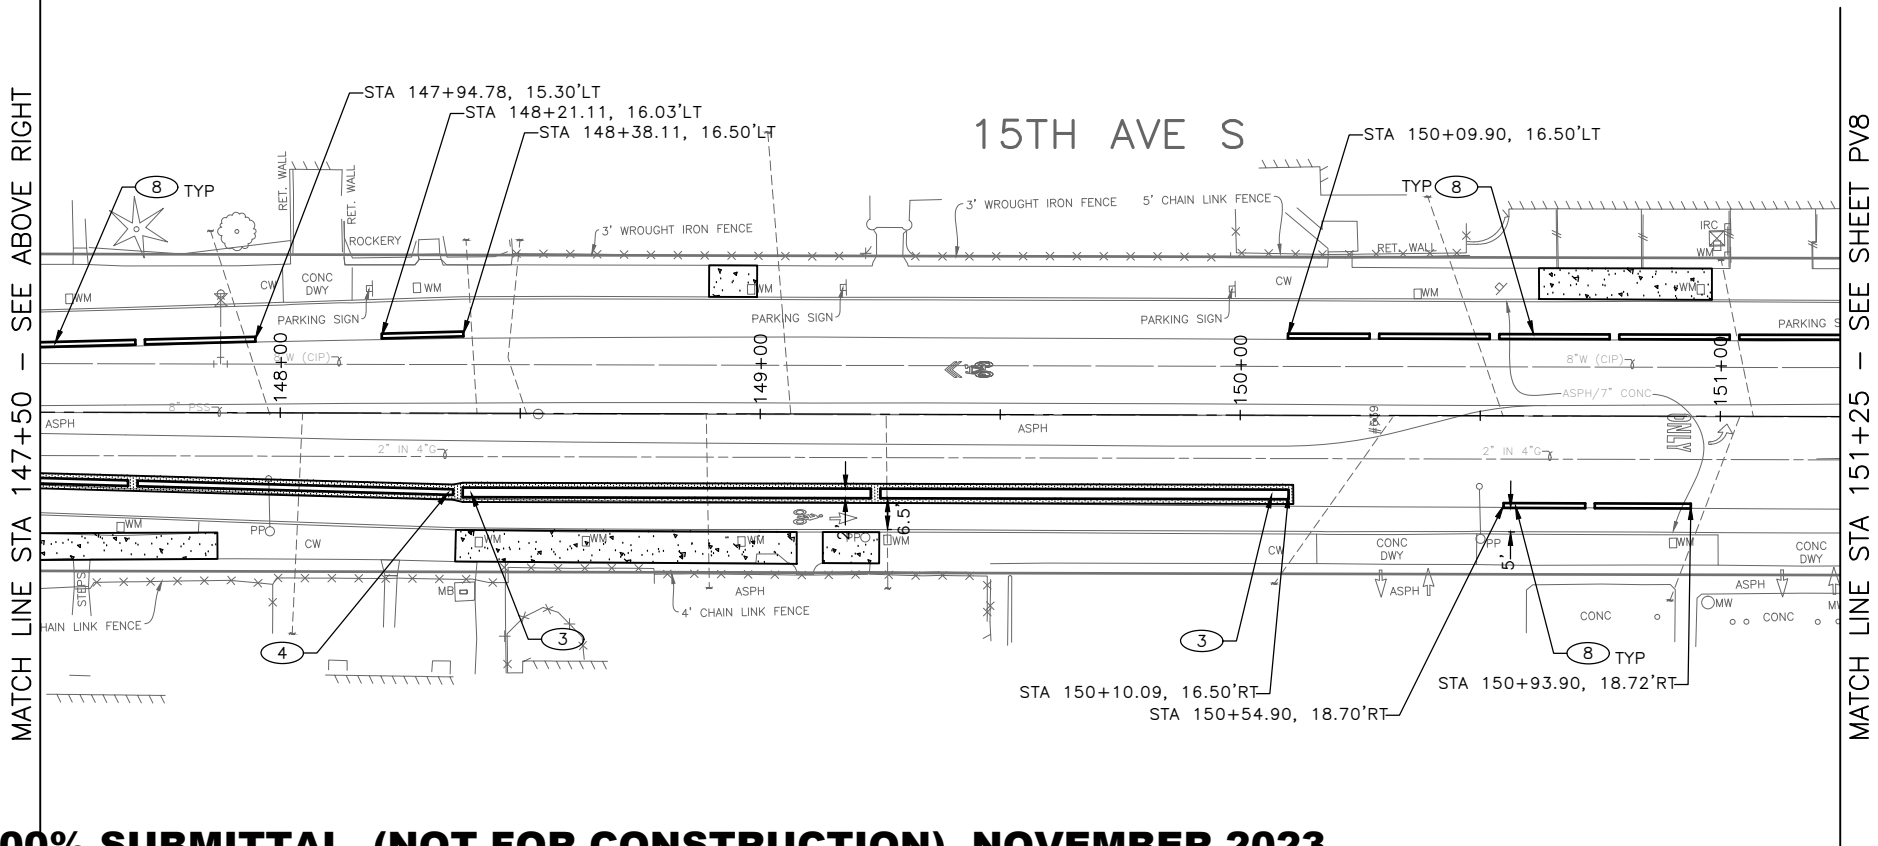 MATCH LINE STA 147+50 — SEE ABOVE RIGHT
STA 147+94.78, 15.30'LT
STA 148+21.11, 16.03'LT
STA 148+38.11, 16.50'LT
15TH AVE S
STA 150+09.90, 16.50'LT
8 TYP
TYP 8
RET. WALL
RET. WALL
ROCKERY
3' WROUGHT IRON FENCE
3' WROUGHT IRON FENCE
5' CHAIN LINK FENCE
RET. WALL
IRC
WM
CONC
DWY
CW
CW
WM
WM
WM
WM
WM
PARKING SIGN
PARKING SIGN
PARKING SIGN
PARKING S
148+00
149+00
150+00
151+00
8"W (CIP)
8"W (CIP)
8" PSS
ASPH/7" CONC
ASPH
ASPH
#639
ONLY
2" IN 4"G
2" IN 4"G
2'
6.5'
WM
PP
CW
WM
WM
WM
PP
WM
CW
CONC
DWY
PP
5'
WM
CONC
DWY
STEPS
MB
ASPH
4' CHAIN LINK FENCE
HAIN LINK FENCE
ASPH
ASPH
MW
MW
CONC
CONC
4
3
3
8 TYP
STA 150+10.09, 16.50'RT
STA 150+54.90, 18.70'RT
STA 150+93.90, 18.72'RT
MATCH LINE STA 151+25 — SEE SHEET PV8
00% SUBMITTAL (NOT FOR CONSTRUCTION) NOVEMBER 2023